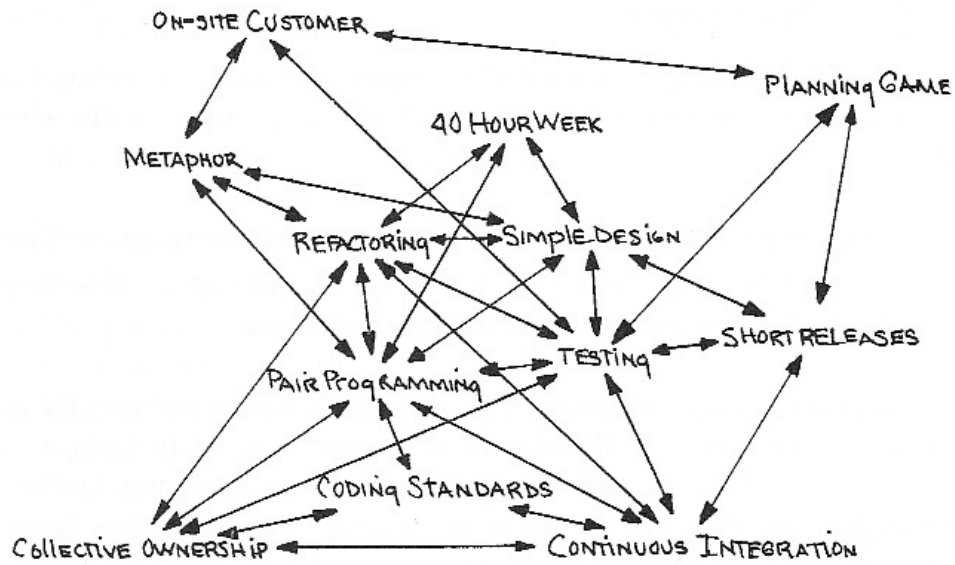 ON-SITE CUSTOMER
PLANNING GAME
40 HOUR WEEK
METAPHOR
REFACTORING
SIMPLE DESIGN
SHORT RELEASES
TESTING
PAIR PROGRAMMING
CODING STANDARDS
COLLECTIVE OWNERSHIP
CONTINUOUS INTEGRATION